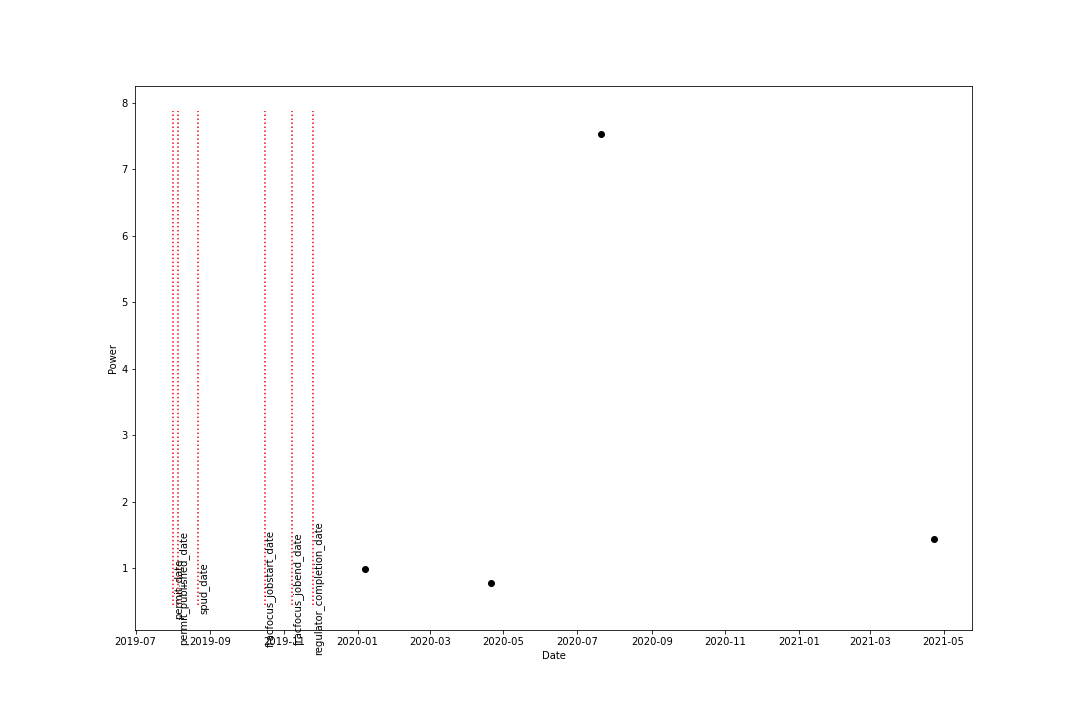 8
7
6
5
4
3
2
1
Power
permit_date
permit_published_date
spud_date
fracfocus_jobstart_date
fracfocus_jobend_date
regulator_completion_date
2019-07
2019-09
2019-11
2020-01
2020-03
2020-05
2020-07
2020-09
2020-11
2021-01
2021-03
2021-05
Date